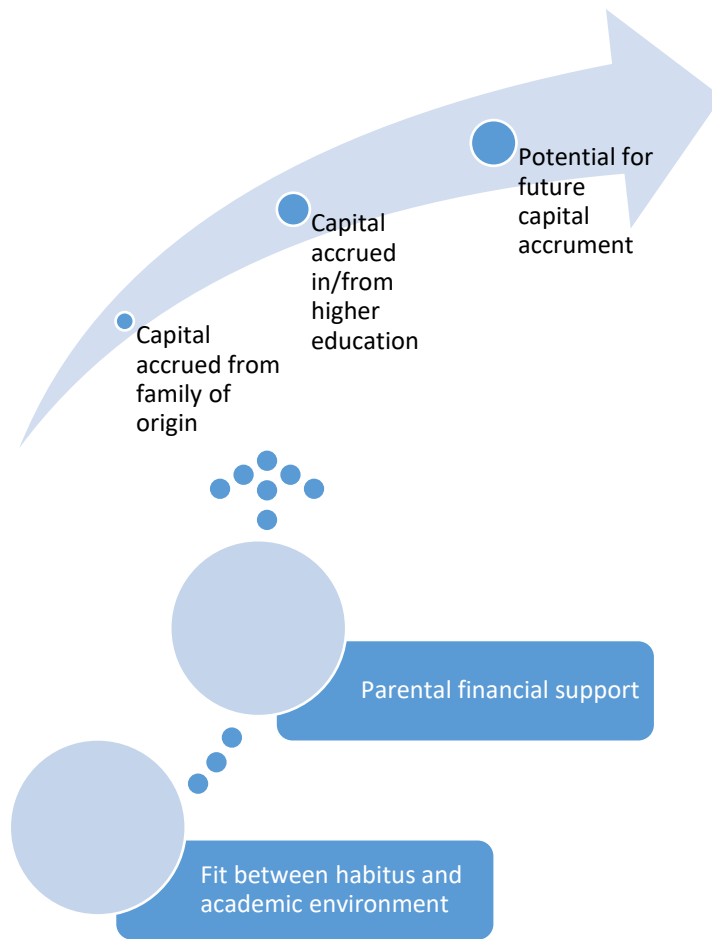 Potential for
future
capital
accrument
Capital
accrued
in/from
higher
education
Capital
accrued from
family of
origin
Parental financial support
Fit between habitus and
academic environment